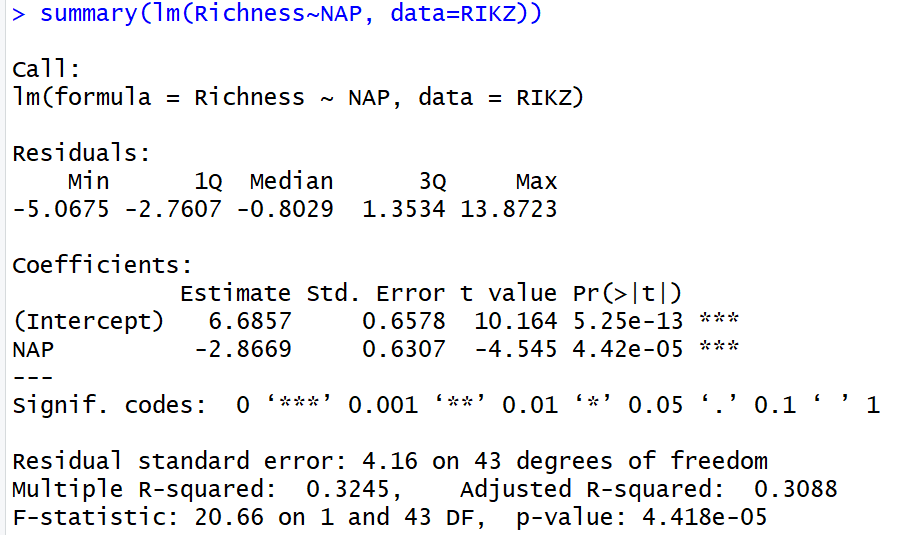 > summary(lm(Richness~NAP, data=RIKZ))
Call:
lm(formula = Richness ~ NAP, data = RIKZ)
Residuals:
    Min      1Q  Median      3Q     Max
-5.0675 -2.7607 -0.8029  1.3534 13.8723
Coefficients:
            Estimate Std. Error t value Pr(>|t|)
(Intercept)   6.6857     0.6578  10.164 5.25e-13 ***
NAP          -2.8669     0.6307  -4.545 4.42e-05 ***
---
Signif. codes:  0 ‘***’ 0.001 ‘**’ 0.01 ‘*’ 0.05 ‘.’ 0.1 ‘ ’ 1
Residual standard error: 4.16 on 43 degrees of freedom
Multiple R-squared:  0.3245,    Adjusted R-squared:  0.3088
F-statistic: 20.66 on 1 and 43 DF,  p-value: 4.418e-05